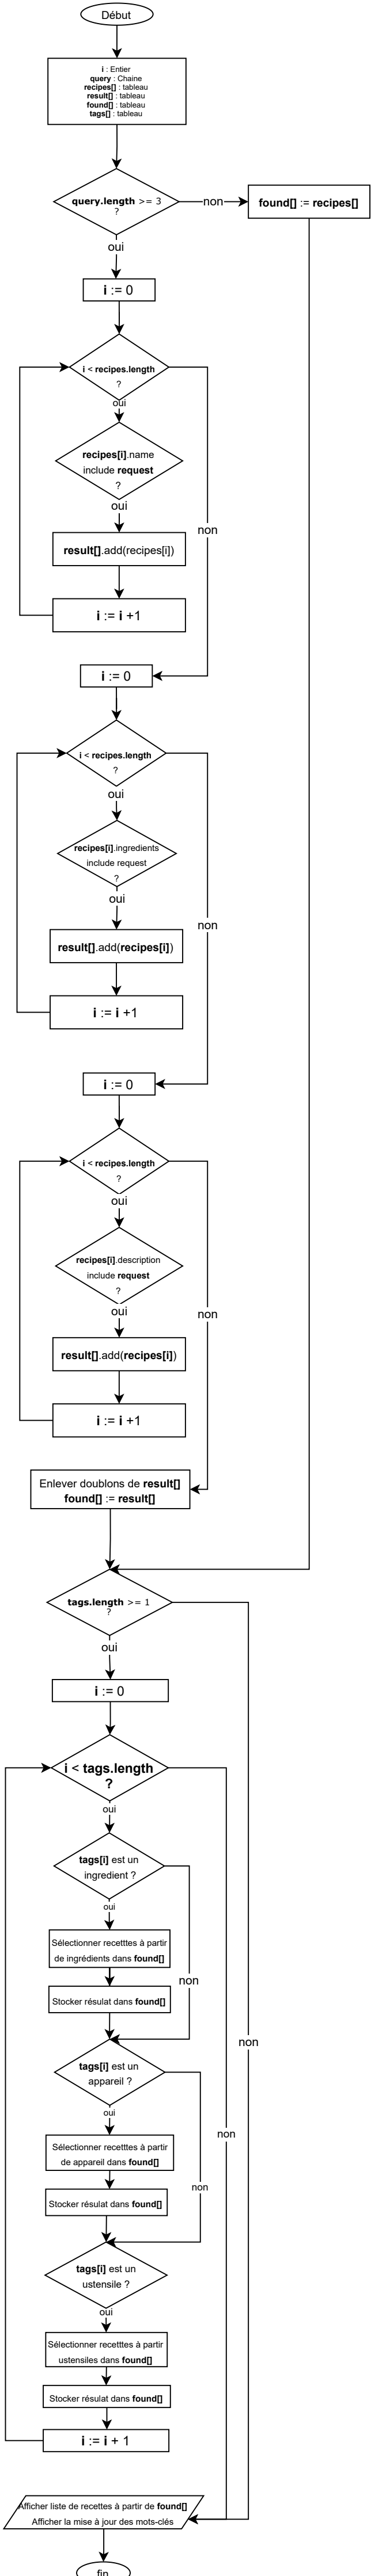 Début
i : Entier
query : Chaine
recipes[] : tableau
result[] : tableau
found[] : tableau
tags[] : tableau
query.length >= 3
?
non
found[] := recipes[]
oui
i := 0
i < recipes.length
?
oui
recipes[i].name
include request
?
oui
non
result[].add(recipes[i])
i := i +1
i := 0
i < recipes.length
?
oui
recipes[i].ingredients
include request
?
oui
non
result[].add(recipes[i])
i := i +1
i := 0
i < recipes.length
?
oui
recipes[i].description
include request
?
oui
non
result[].add(recipes[i])
i := i +1
Enlever doublons de result[]
found[] := result[]
tags.length >= 1
?
oui
i := 0
i < tags.length
?
oui
tags[i] est un
ingredient ?
oui
Sélectionner recetttes à partir
de ingrédients dans found[]
non
Stocker résulat dans found[]
non
tags[i] est un
appareil ?
oui
non
Sélectionner recetttes à partir
de appareil dans found[]
non
Stocker résulat dans found[]
tags[i] est un
ustensile ?
oui
Sélectionner recetttes à partir
ustensiles dans found[]
Stocker résulat dans found[]
i := i + 1
Afficher liste de recettes à partir de found[]
Afficher la mise à jour des mots-clés
fin